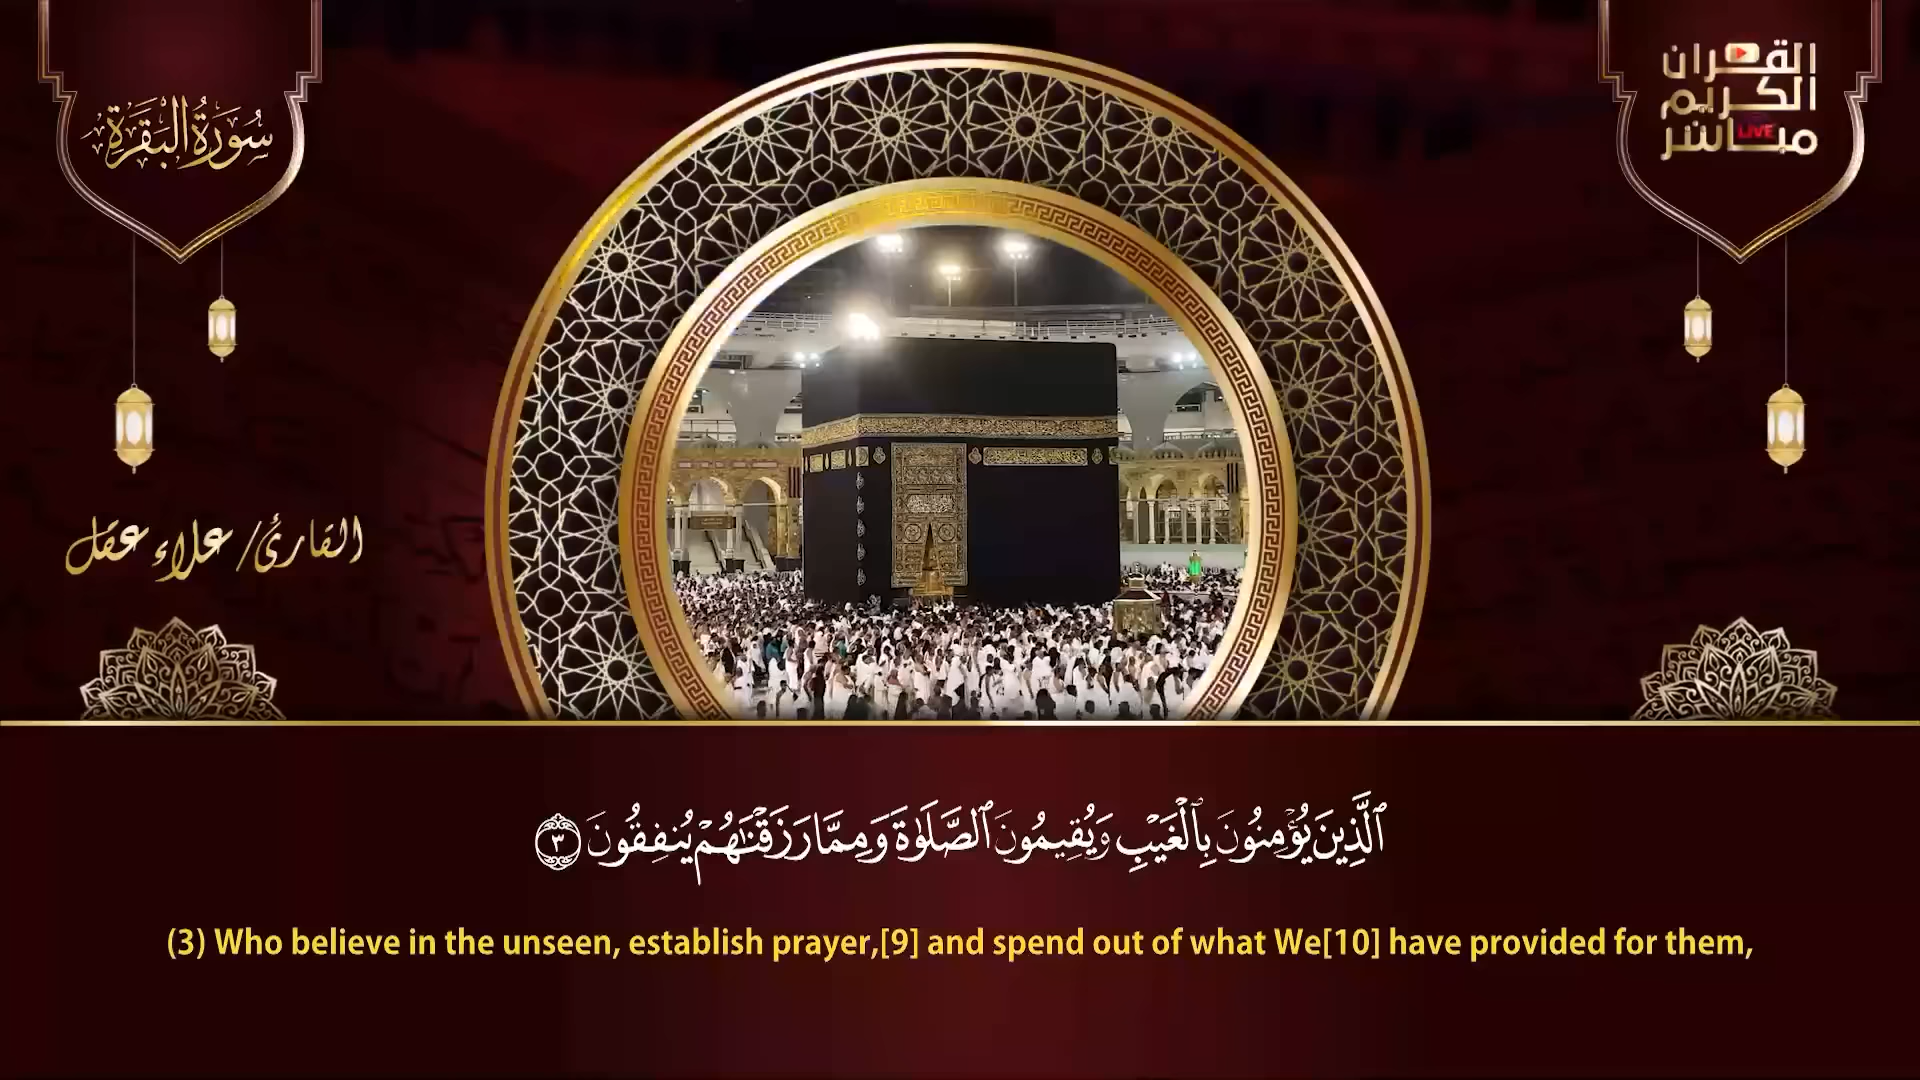 سُورَةُ الْبَقَرَةِ
القرآن
الكريم
مباشر
LIVE
القارئ/ علاء عقل
ٱلَّذِينَ يُؤْمِنُونَ بِٱلْغَيْبِ وَيُقِيمُونَ ٱلصَّلَوٰةَ وَمِمَّا رَزَقْنَٰهُمْ يُنفِقُونَ ٣
(3) Who believe in the unseen, establish prayer,[9] and spend out of what We[10] have provided for them,